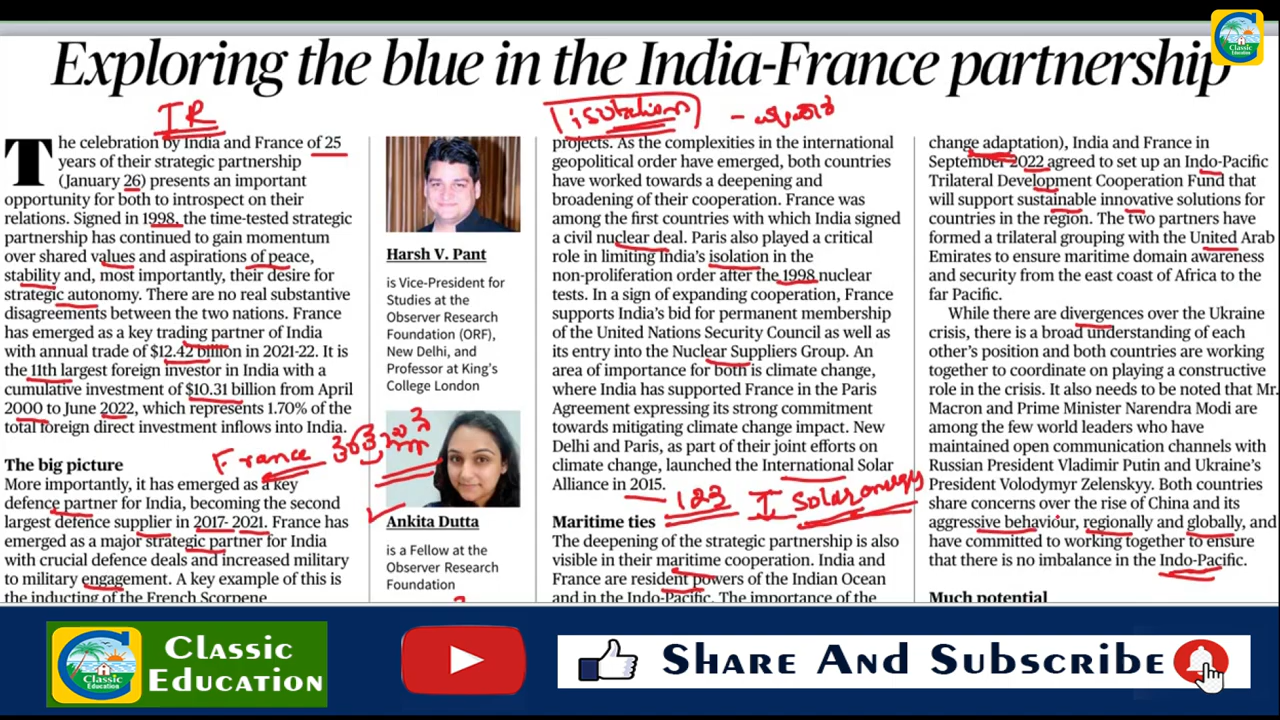 Exploring the blue in the India-France partnership
Classic
Education
IR
The celebration by India and France of 25
years of their strategic partnership
(January 26) presents an important
opportunity for both to introspect on their
relations. Signed in 1998, the time-tested strategic
partnership has continued to gain momentum
over shared values and aspirations of peace,
stability and, most importantly, their desire for
strategic autonomy. There are no real substantive
disagreements between the two nations. France
has emerged as a key trading partner of India
with annual trade of $12.42 billion in 2021-22. It is
the 11th largest foreign investor in India with a
cumulative investment of $10.31 billion from April
2000 to June 2022, which represents 1.70% of the
total foreign direct investment inflows into India.
France
The big picture
More importantly, it has emerged as a key
defence partner for India, becoming the second
largest defence supplier in 2017- 2021. France has
emerged as a major strategic partner for India
with crucial defence deals and increased military
to military engagement. A key example of this is
the inducting of the French Scorpene
Harsh V. Pant
is Vice-President for
Studies at the
Observer Research
Foundation (ORF),
New Delhi, and
Professor at King's
College London
Ankita Dutta
is a Fellow at the
Observer Research
Foundation
projects. As the complexities in the international
geopolitical order have emerged, both countries
have worked towards a deepening and
broadening of their cooperation. France was
among the first countries with which India signed
a civil nuclear deal. Paris also played a critical
role in limiting India's isolation in the
non-proliferation order after the 1998 nuclear
tests. In a sign of expanding cooperation, France
supports India's bid for permanent membership
of the United Nations Security Council as well as
its entry into the Nuclear Suppliers Group. An
area of importance for both is climate change,
where India has supported France in the Paris
Agreement expressing its strong commitment
towards mitigating climate change impact. New
Delhi and Paris, as part of their joint efforts on
climate change, launched the International Solar
Alliance in 2015.
123 I Solar energy
Maritime ties
The deepening of the strategic partnership is also
visible in their maritime cooperation. India and
France are resident powers of the Indian Ocean
and in the Indo-Pacific. The importance of the
change adaptation), India and France in
September 2022 agreed to set up an Indo-Pacific
Trilateral Development Cooperation Fund that
will support sustainable innovative solutions for
countries in the region. The two partners have
formed a trilateral grouping with the United Arab
Emirates to ensure maritime domain awareness
and security from the east coast of Africa to the
far Pacific.
While there are divergences over the Ukraine
crisis, there is a broad understanding of each
other's position and both countries are working
together to coordinate on playing a constructive
role in the crisis. It also needs to be noted that Mr.
Macron and Prime Minister Narendra Modi are
among the few world leaders who have
maintained open communication channels with
Russian President Vladimir Putin and Ukraine's
President Volodymyr Zelenskyy. Both countries
share concerns over the rise of China and its
aggressive behaviour, regionally and globally, and
have committed to working together to ensure
that there is no imbalance in the Indo-Pacific.
Much potential
Classic
Education
Classic
Education
Share And Subscribe